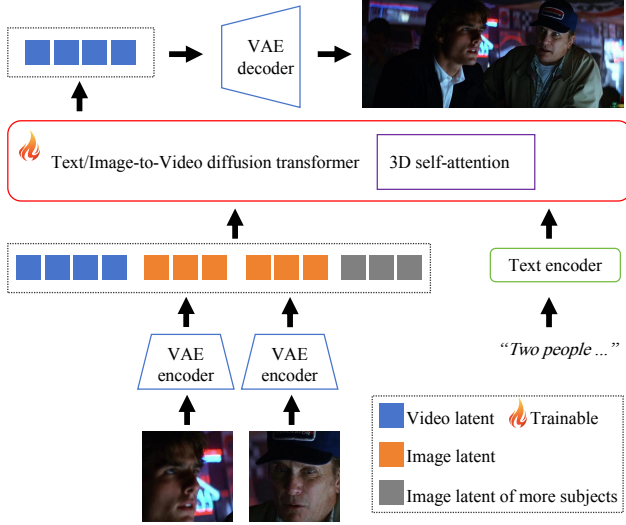 VAE
decoder
Text/Image-to-Video diffusion transformer
3D self-attention
Text encoder
VAE
encoder
VAE
encoder
“Two people ...”
Video latent
Trainable
Image latent
Image latent of more subjects